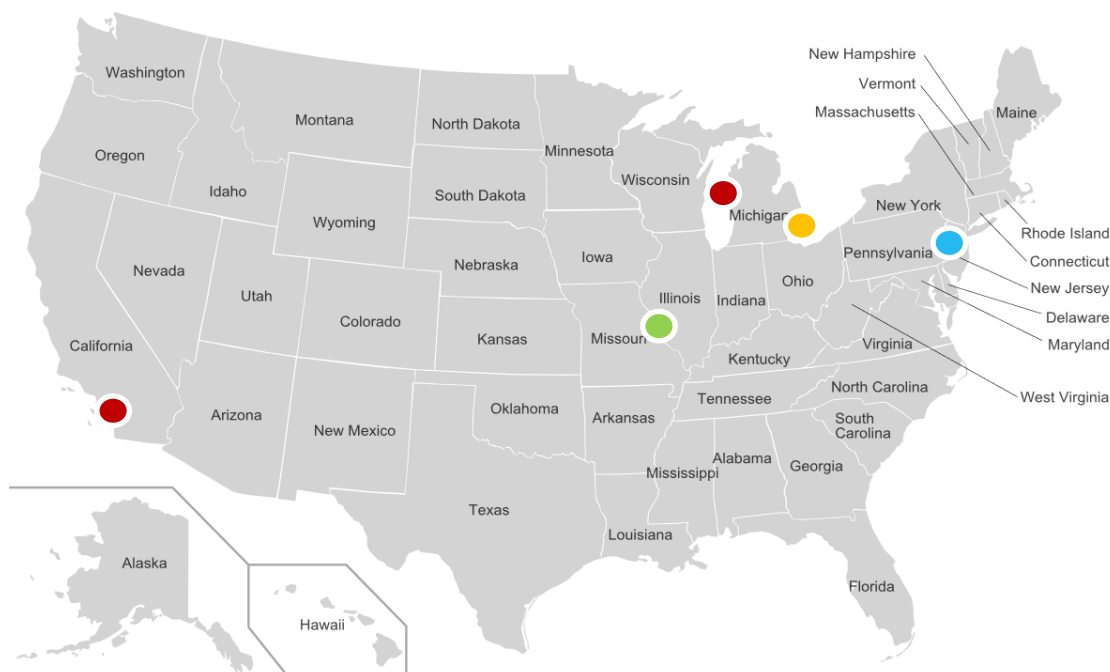 New Hampshire
Vermont
Massachusetts
Washington
Montana
North Dakota
Minnesota
Maine
Oregon
Idaho
South Dakota
Wisconsin
Wyoming
Michigan
New York
Rhode Island
Nevada
Nebraska
Iowa
Pennsylvania
Connecticut
Utah
Colorado
Illinois
Indiana
Ohio
New Jersey
California
Kansas
Missouri
Kentucky
Virginia
Delaware
Maryland
Arizona
New Mexico
Oklahoma
Arkansas
Tennessee
North Carolina
West Virginia
South
Carolina
Mississippi
Alabama
Georgia
Texas
Louisiana
Alaska
Florida
Hawaii